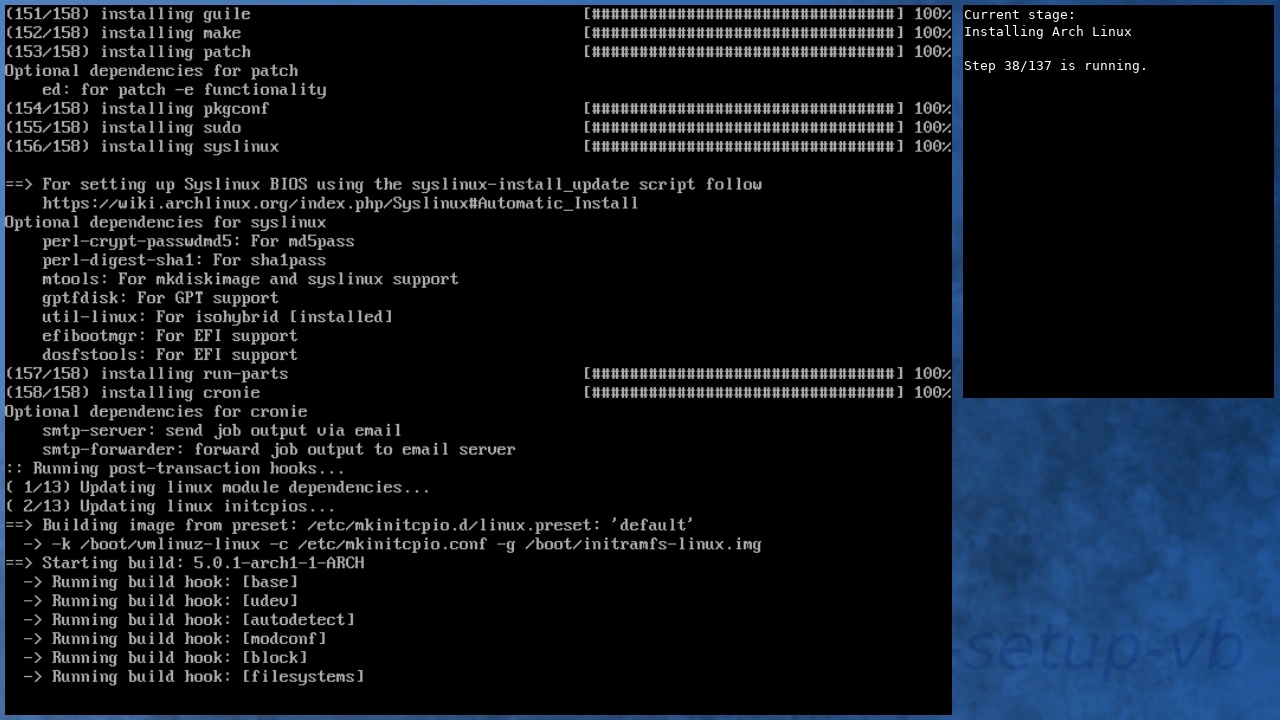 (151/158) installing guile [################################] 100%
(152/158) installing make [################################] 100%
(153/158) installing patch [################################] 100%
Optional dependencies for patch
ed: for patch -e functionality
(154/158) installing pkgconf [################################] 100%
(155/158) installing sudo [################################] 100%
(156/158) installing syslinux [################################] 100%
==> For setting up Syslinux BIOS using the syslinux-install_update script follow
https://wiki.archlinux.org/index.php/Syslinux#Automatic_Install
Optional dependencies for syslinux
perl-crypt-passwdmd5: For md5pass
perl-digest-sha1: For sha1pass
mtools: For mkdiskimage and syslinux support
gptfdisk: For GPT support
util-linux: For isohybrid [installed]
efibootmgr: For EFI support
dosfstools: For EFI support
(157/158) installing run-parts [################################] 100%
(158/158) installing cronie [################################] 100%
Optional dependencies for cronie
smtp-server: send job output via email
smtp-forwarder: forward job output to email server
:: Running post-transaction hooks...
( 1/13) Updating linux module dependencies...
( 2/13) Updating linux initcpios...
==> Building image from preset: /etc/mkinitcpio.d/linux.preset: 'default'
-> -k /boot/vmlinuz-linux -c /etc/mkinitcpio.conf -g /boot/initramfs-linux.img
==> Starting build: 5.0.1-arch1-1-ARCH
-> Running build hook: [base]
-> Running build hook: [udev]
-> Running build hook: [autodetect]
-> Running build hook: [modconf]
-> Running build hook: [block]
-> Running build hook: [filesystems]
Current stage:
Installing Arch Linux
Step 38/137 is running.
-setup-vb